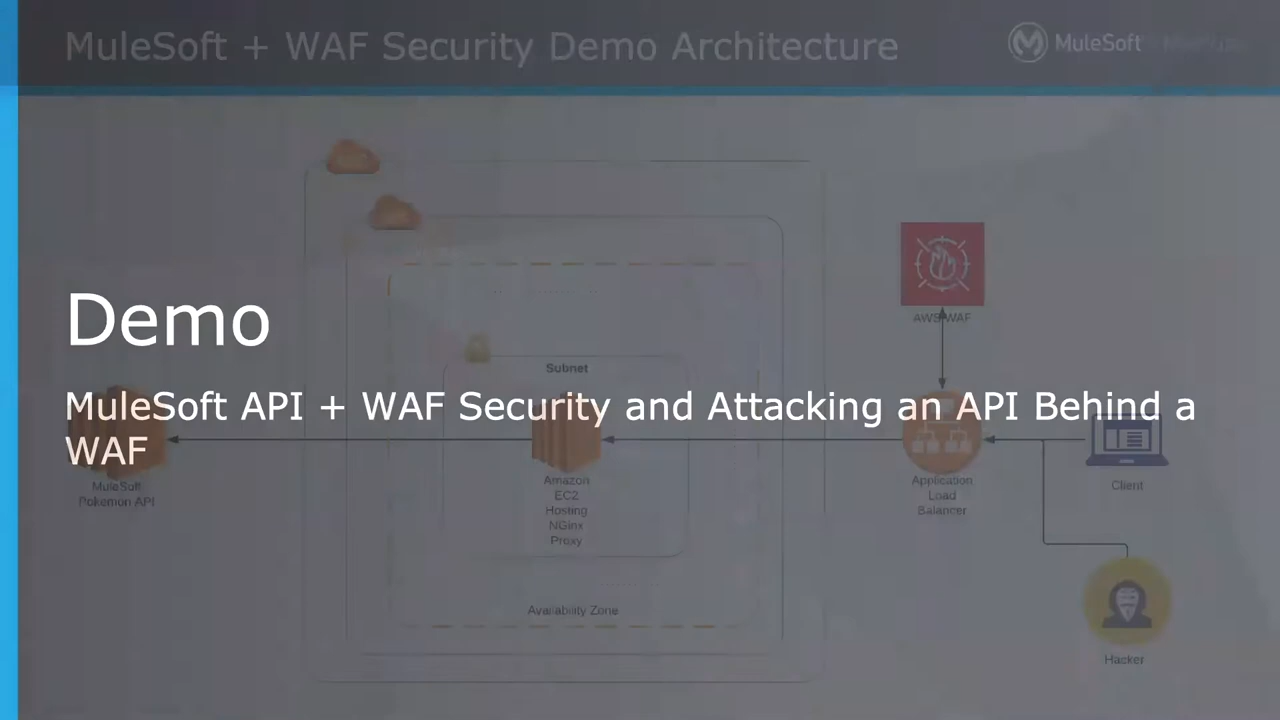 MuleSoft + WAF Security Demo Architecture
MuleSoft
AWS WAF
Demo
Subnet
MuleSoft API + WAF Security and Attacking an API Behind a
WAF
MuleSoft
Pokemon API
Amazon
EC2
Hosting
NGinx
Proxy
Application
Load
Balancer
Client
Availability Zone
Hacker